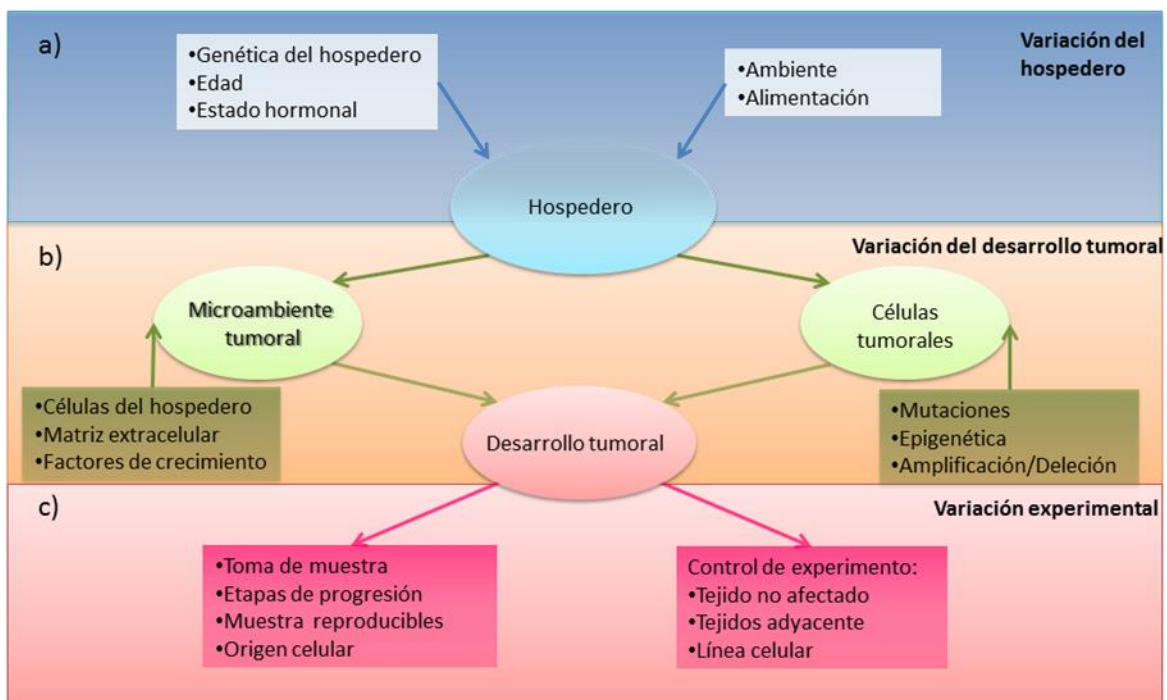 a)
Variación del
hospedero
•Genética del hospedero
•Edad
•Estado hormonal
•Ambiente
•Alimentación
Hospedero
b)
Variación del desarrollo tumoral
Microambiente
tumoral
Células
tumorales
•Células del hospedero
•Matriz extracelular
•Factores de crecimiento
Desarrollo tumoral
•Mutaciones
•Epigenética
•Amplificación/Deleción
c)
Variación experimental
•Toma de muestra
•Etapas de progresión
•Muestra reproducibles
•Origen celular
Control de experimento:
•Tejido no afectado
•Tejidos adyacente
•Línea celular